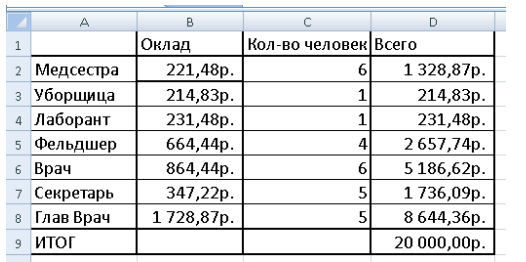 A B C D
1 Оклад Кол-во человек Всего
2 Медсестра 221,48р. 6 1 328,87р.
3 Уборщица 214,83р. 1 214,83р.
4 Лаборант 231,48р. 1 231,48р.
5 Фельдшер 664,44р. 4 2 657,74р.
6 Врач 864,44р. 6 5 186,62р.
7 Секретарь 347,22р. 5 1 736,09р.
8 Глав Врач 1 728,87р. 5 8 644,36р.
9 ИТОГ 20 000,00р.